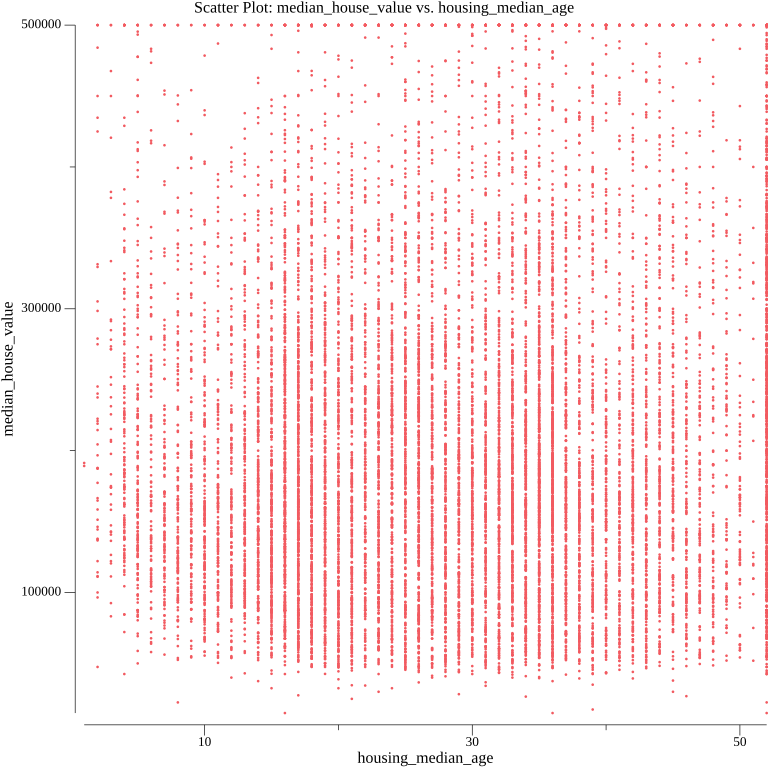 Scatter Plot: median_house_value vs. housing_median_age
500000
300000
100000
median_house_value
10
30
50
housing_median_age